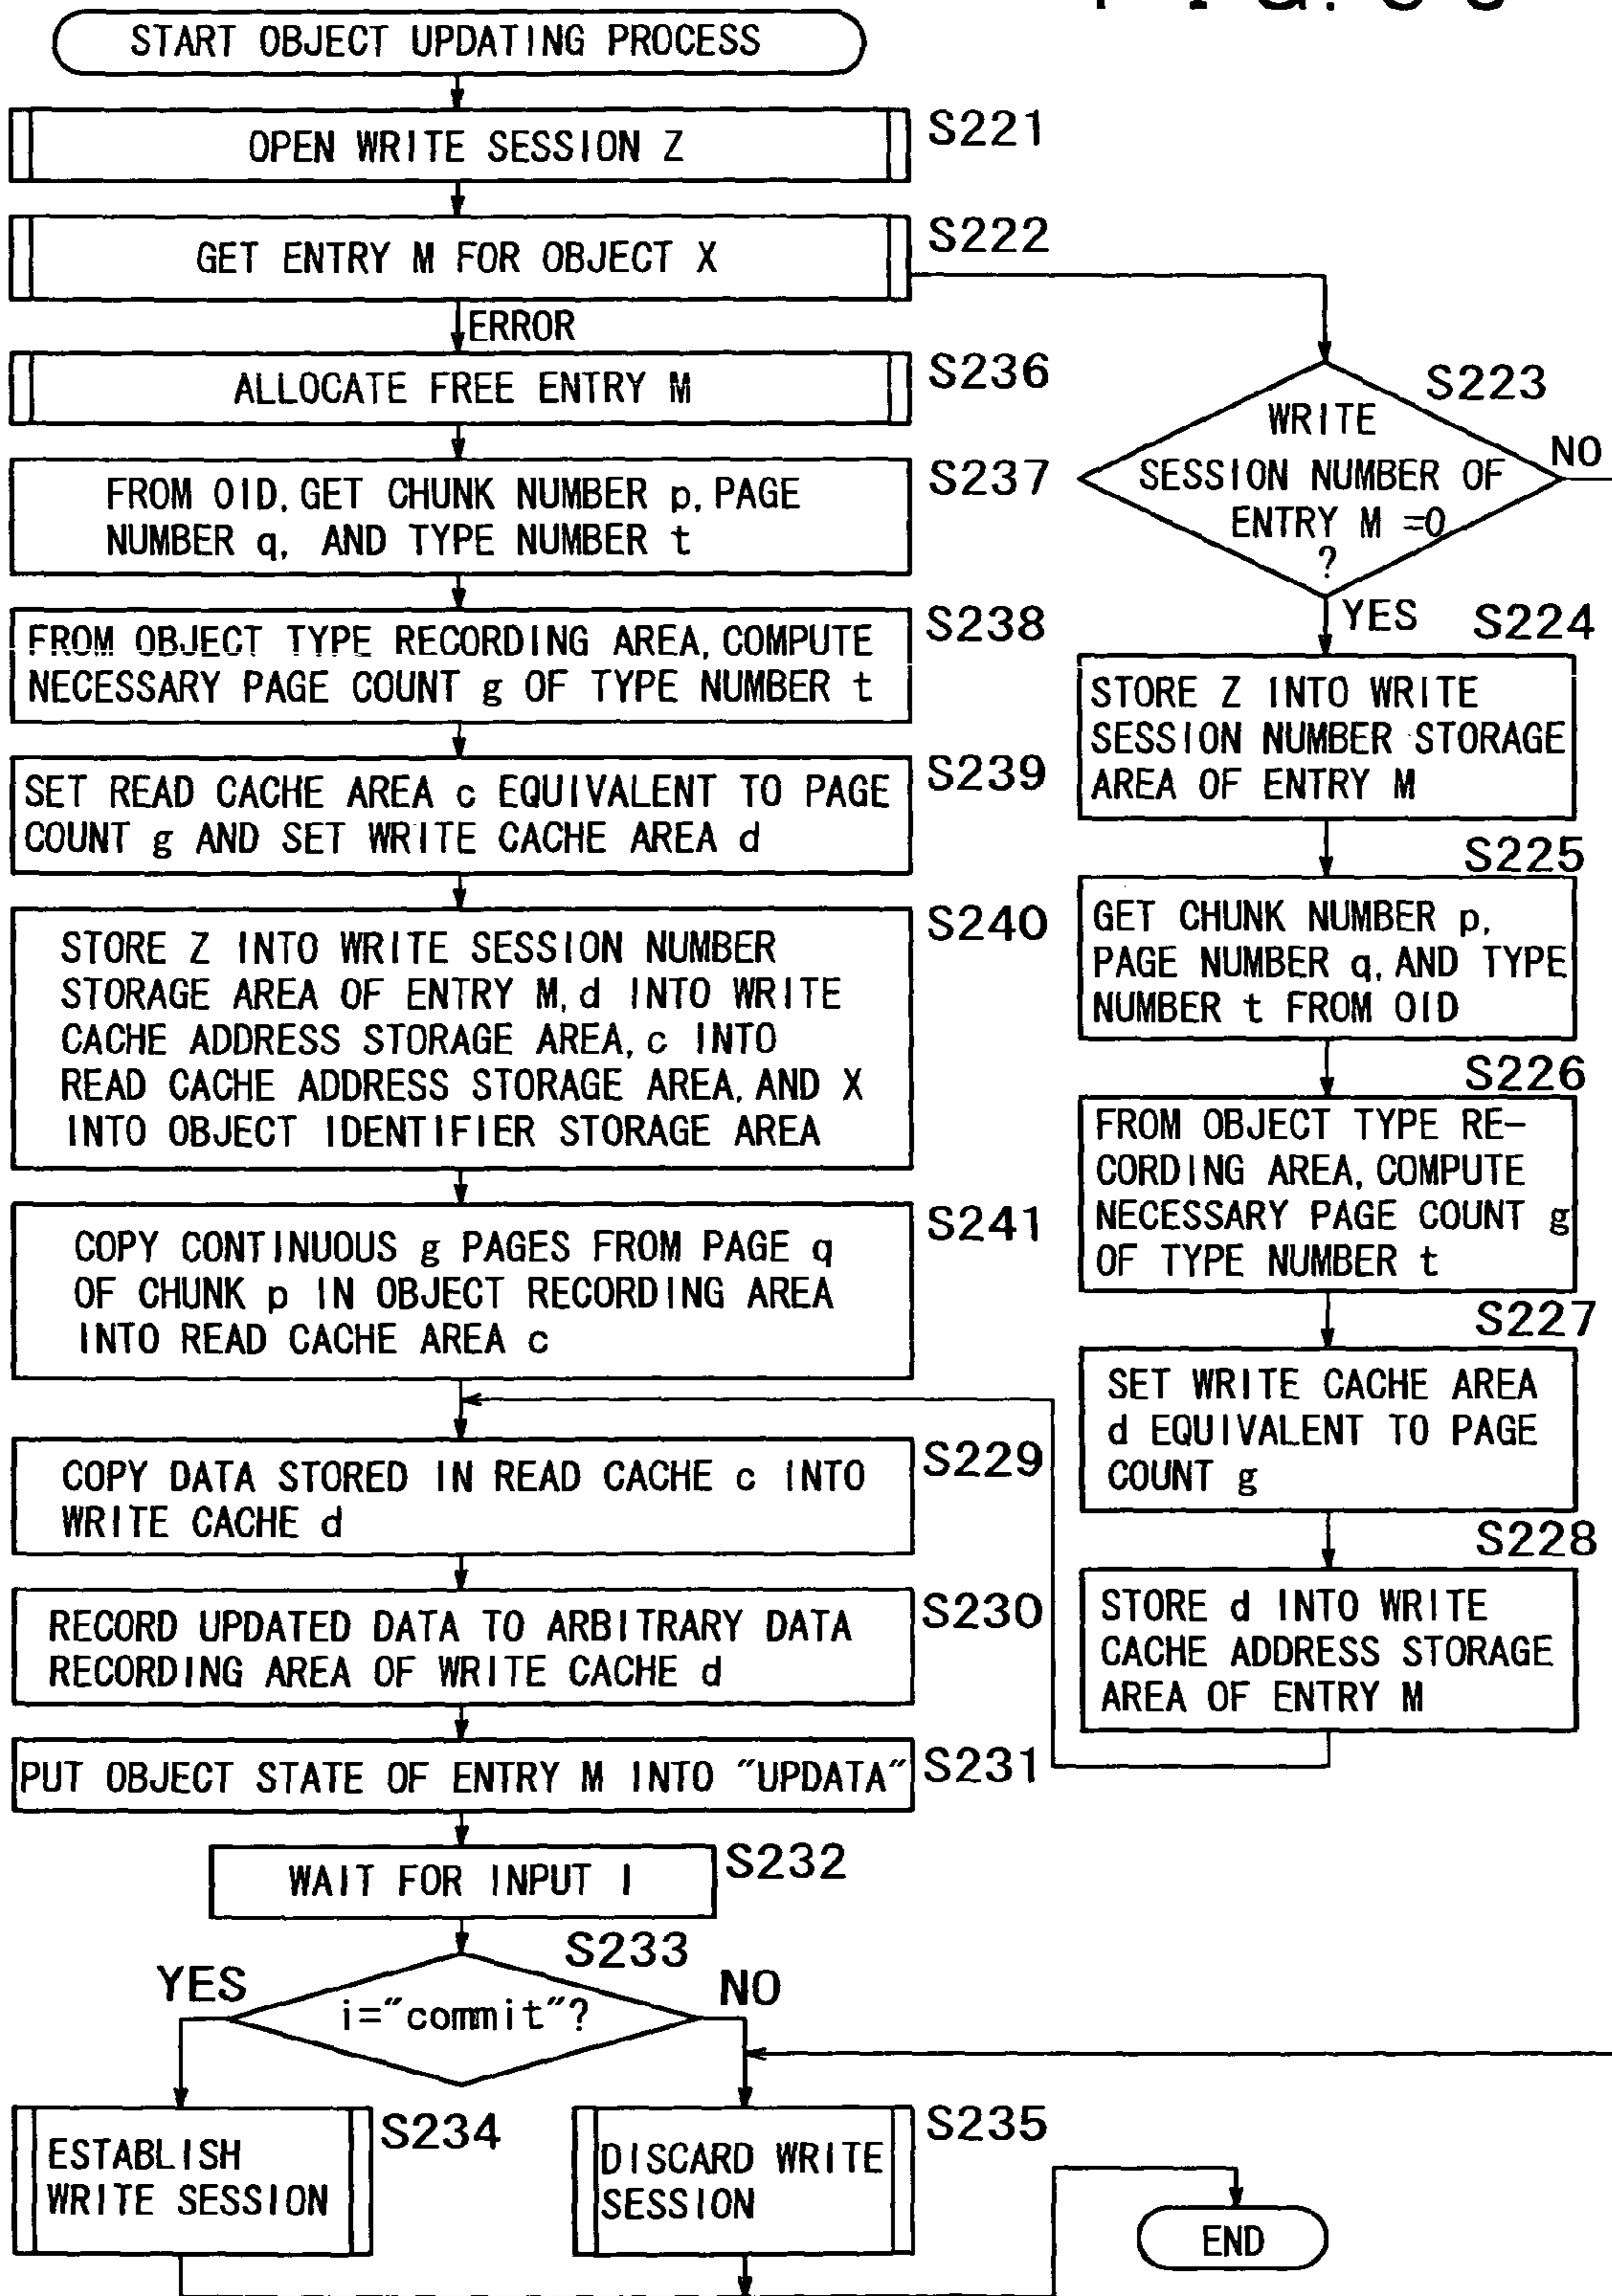 START OBJECT UPDATING PROCESS
OPEN WRITE SESSION Z
S221
GET ENTRY M FOR OBJECT X
S222
ERROR
ALLOCATE FREE ENTRY M
S236
FROM OID, GET CHUNK NUMBER p, PAGE
NUMBER q, AND TYPE NUMBER t
S237
FROM OBJECT TYPE RECORDING AREA, COMPUTE
NECESSARY PAGE COUNT g OF TYPE NUMBER t
S238
SET READ CACHE AREA c EQUIVALENT TO PAGE
COUNT g AND SET WRITE CACHE AREA d
S239
STORE Z INTO WRITE SESSION NUMBER
STORAGE AREA OF ENTRY M, d INTO WRITE
CACHE ADDRESS STORAGE AREA, c INTO
READ CACHE ADDRESS STORAGE AREA, AND X
INTO OBJECT IDENTIFIER STORAGE AREA
S240
COPY CONTINUOUS g PAGES FROM PAGE q
OF CHUNK p IN OBJECT RECORDING AREA
INTO READ CACHE AREA c
S241
S223
WRITE
SESSION NUMBER OF
ENTRY M =0
?
NO
YES
S224
STORE Z INTO WRITE
SESSION NUMBER STORAGE
AREA OF ENTRY M
S225
GET CHUNK NUMBER p,
PAGE NUMBER q, AND TYPE
NUMBER t FROM OID
S226
FROM OBJECT TYPE RE-
CORDING AREA, COMPUTE
NECESSARY PAGE COUNT g
OF TYPE NUMBER t
S227
SET WRITE CACHE AREA
d EQUIVALENT TO PAGE
COUNT g
S228
STORE d INTO WRITE
CACHE ADDRESS STORAGE
AREA OF ENTRY M
COPY DATA STORED IN READ CACHE c INTO
WRITE CACHE d
S229
RECORD UPDATED DATA TO ARBITRARY DATA
RECORDING AREA OF WRITE CACHE d
S230
PUT OBJECT STATE OF ENTRY M INTO "UPDATA"
S231
WAIT FOR INPUT I
S232
S233
YES
i="commit"?
NO
ESTABLISH
WRITE SESSION
S234
DISCARD WRITE
SESSION
S235
END